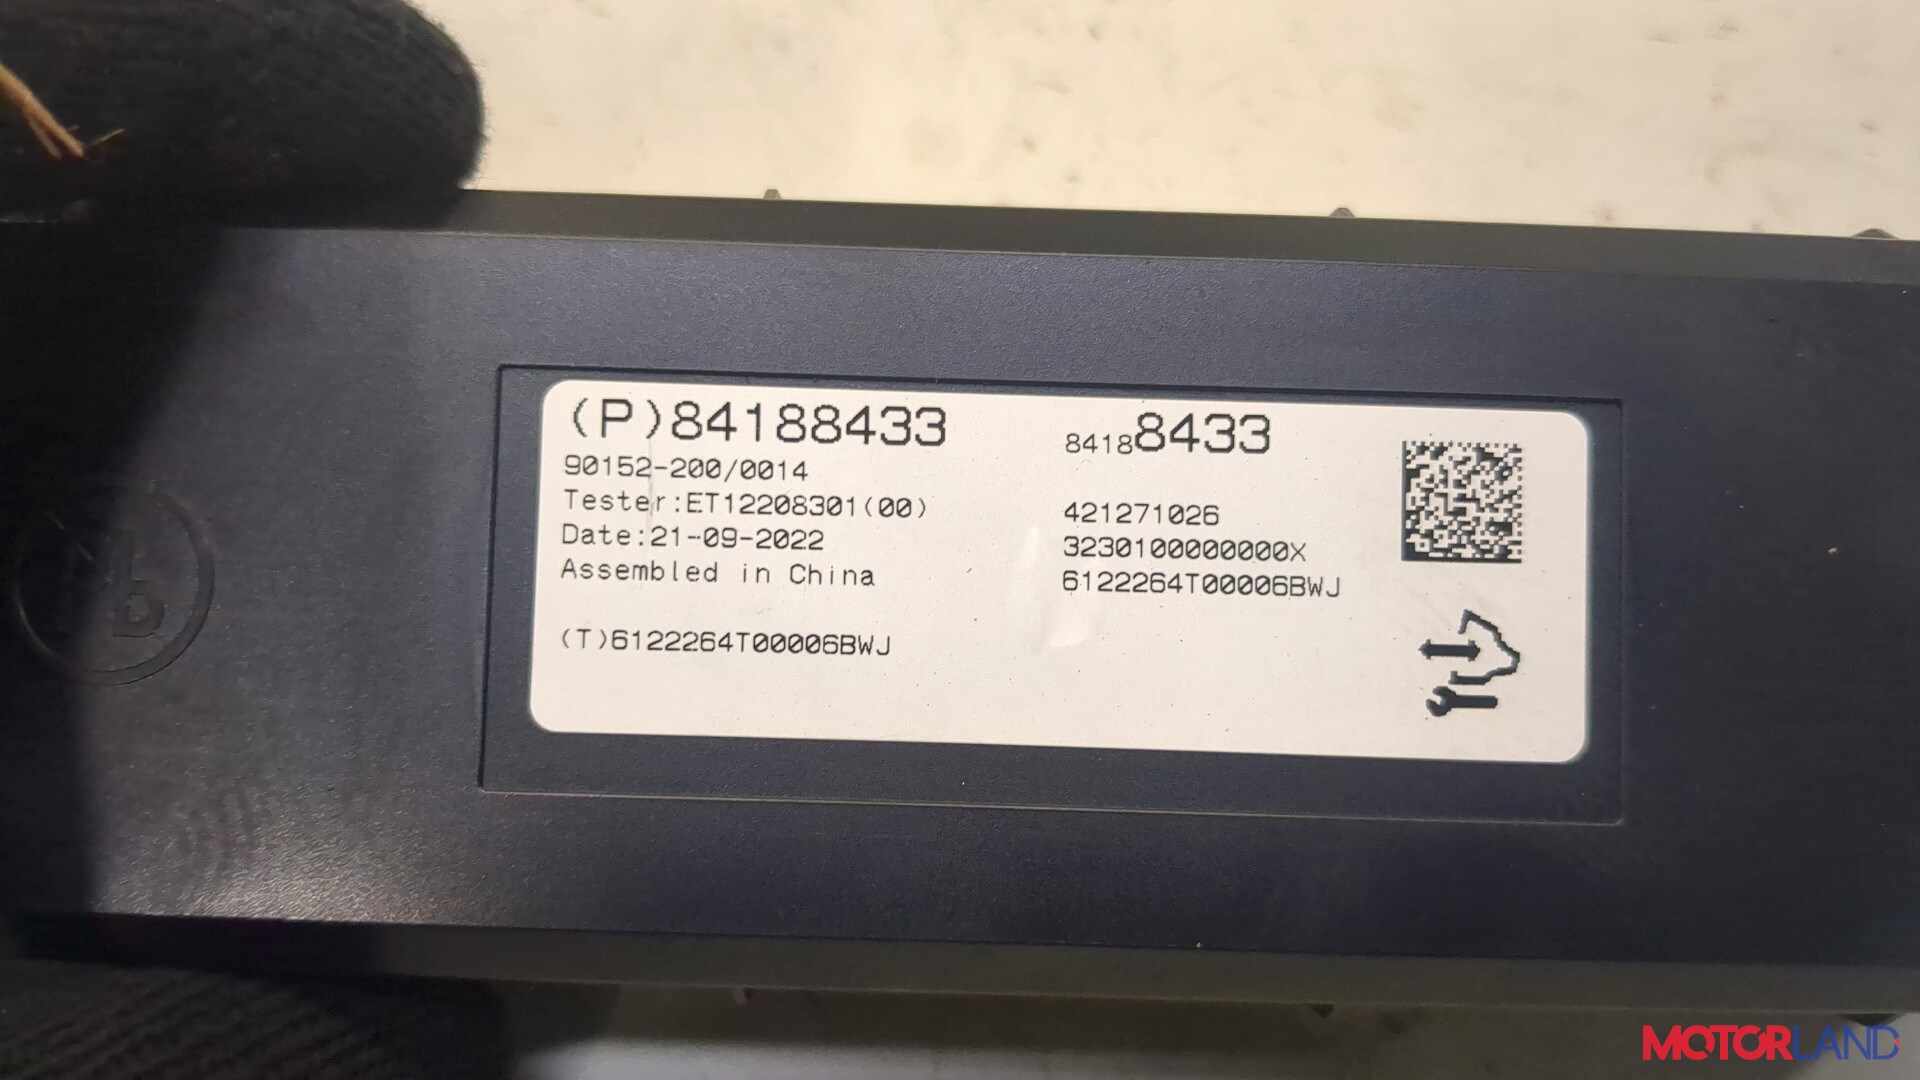 (P)84188433
90152-200/0014
Tester:ET12208301(00)
Date:21-09-2022
Assembled in China
(T)6122264T00006BWJ
84188433
421271026
3230100000000X
6122264T00006BWJ
MOTORLAND